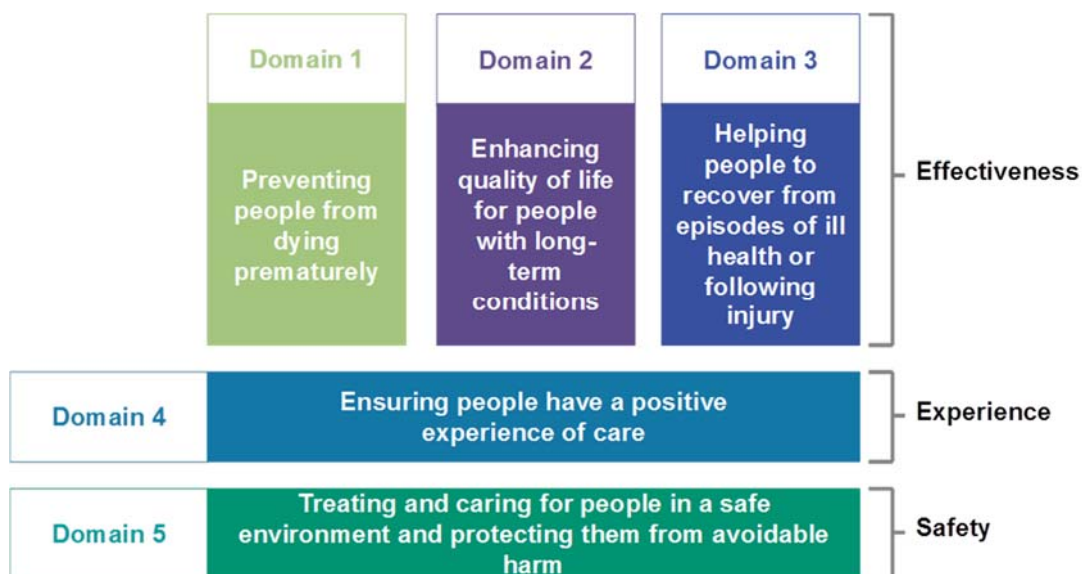 Domain 1
Preventing
people from
dying
prematurely
Domain 2
Enhancing
quality of life
for people
with long-
term
conditions
Domain 3
Helping
people to
recover from
episodes of ill
health or
following
injury
Effectiveness
Domain 4
Ensuring people have a positive
experience of care
Experience
Domain 5
Treating and caring for people in a safe
environment and protecting them from avoidable
harm
Safety